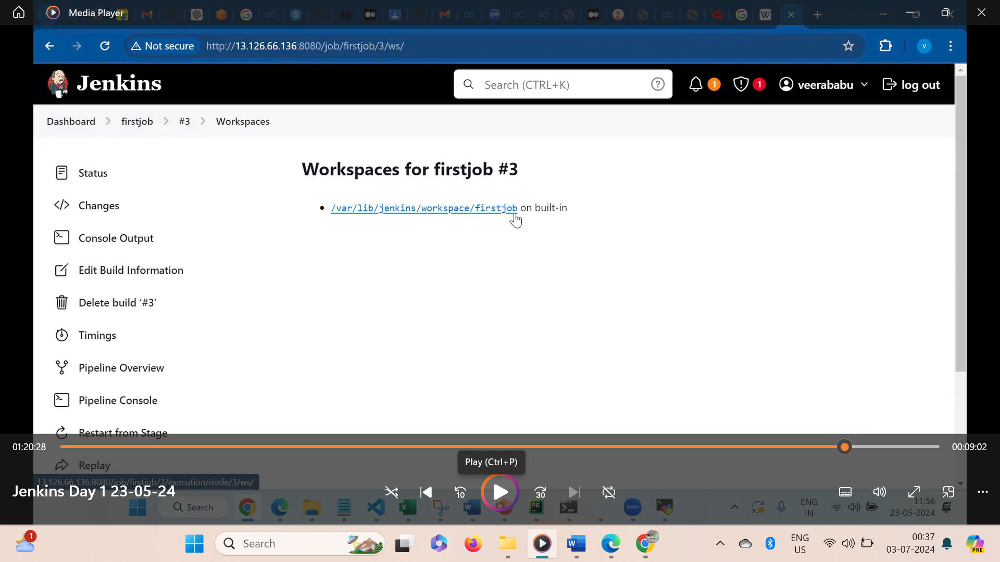 Media Player
Not secure http://13.126.66.136:8080/job/firstjob/3/ws/
V
Jenkins
Search (CTRL+K)
1
1
veerababu
log out
Dashboard
firstjob
#3
Workspaces
Status
Changes
Console Output
Edit Build Information
Delete build ‘#3’
Timings
Pipeline Overview
Pipeline Console
Restart from Stage
Replay
Workspaces for firstjob #3
/var/lib/jenkins/workspace/firstjob on built-in
01:20:28
00:09:02
Play (Ctrl+P)
13.126.66.136:8080/job/firstjob/3/execution/node/3/ws/
Jenkins Day 1 23-05-24
10
30
Search
zoom
ENG
IN
11:56
23-05-2024
1
Search
ENG
US
00:37
03-07-2024
PRE